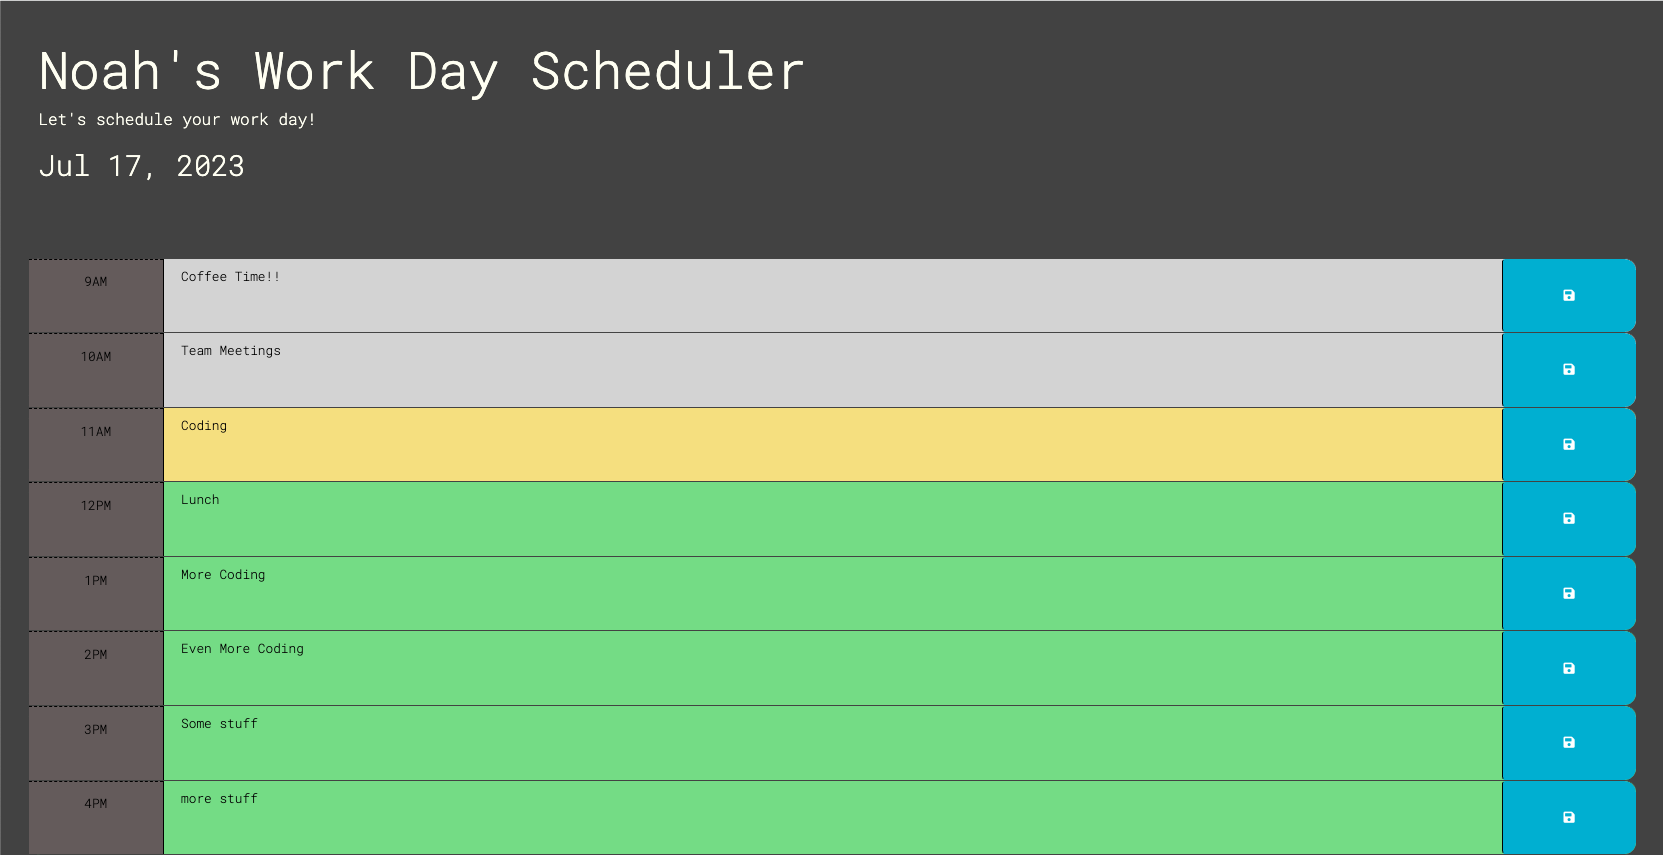 Noah's Work Day Scheduler
Let's schedule your work day!
Jul 17, 2023
9AM Coffee Time!!
10AM Team Meetings
11AM Coding
12PM Lunch
1PM More Coding
2PM Even More Coding
3PM Some stuff
4PM more stuff